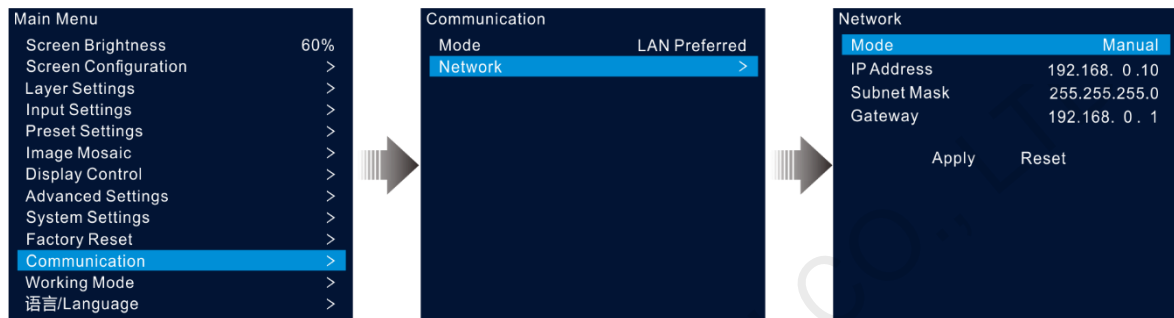 Main Menu
Screen Brightness 60%
Screen Configuration >
Layer Settings >
Input Settings >
Preset Settings >
Image Mosaic >
Display Control >
Advanced Settings >
System Settings >
Factory Reset >
Communication >
Working Mode >
语言/Language >
Communication
Mode LAN Preferred
Network >
Network
Mode Manual
IP Address 192.168. 0 .10
Subnet Mask 255.255.255.0
Gateway 192.168. 0 . 1
Apply Reset
CO., LT